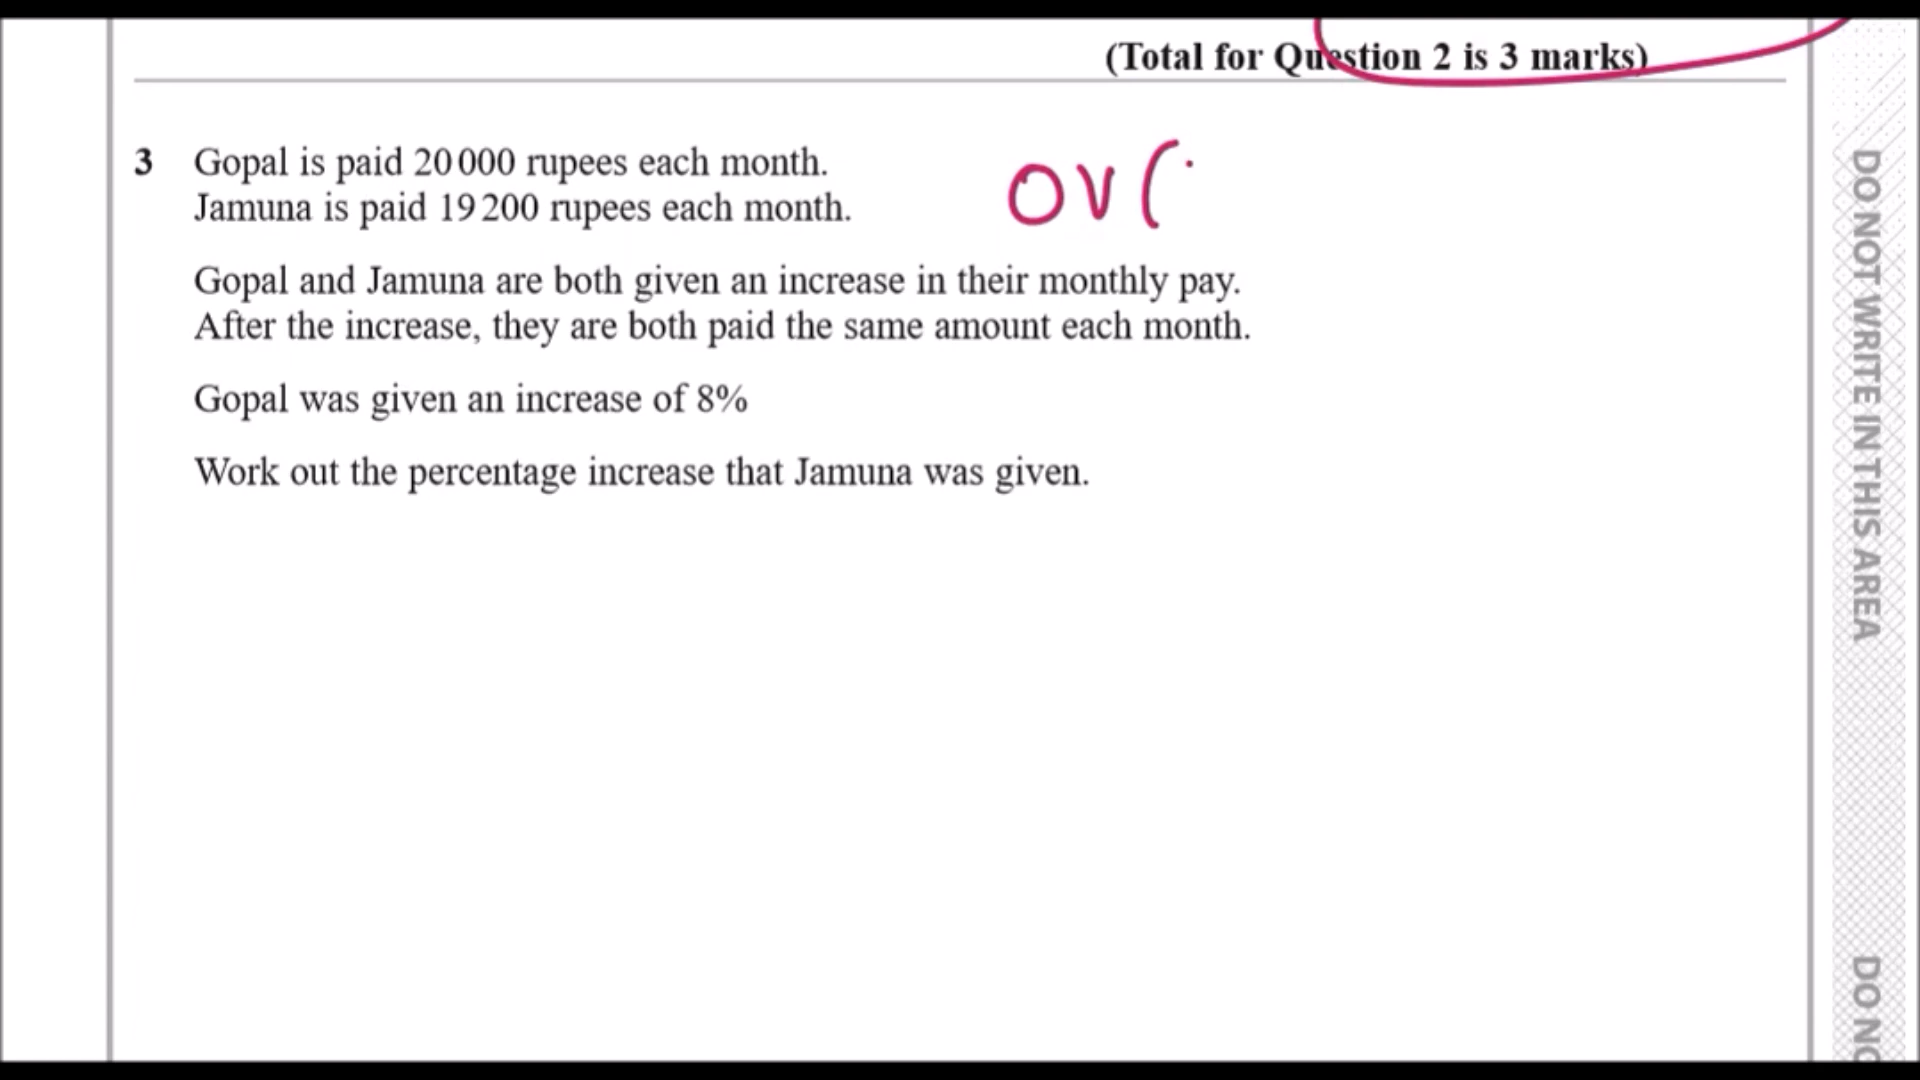 (Total for Question 2 is 3 marks)
3 Gopal is paid 20 000 rupees each month.
Jamuna is paid 19 200 rupees each month.
OV(
Gopal and Jamuna are both given an increase in their monthly pay.
After the increase, they are both paid the same amount each month.
Gopal was given an increase of 8%
Work out the percentage increase that Jamuna was given.
DO NOT WRITE IN THIS AREA
DO NO